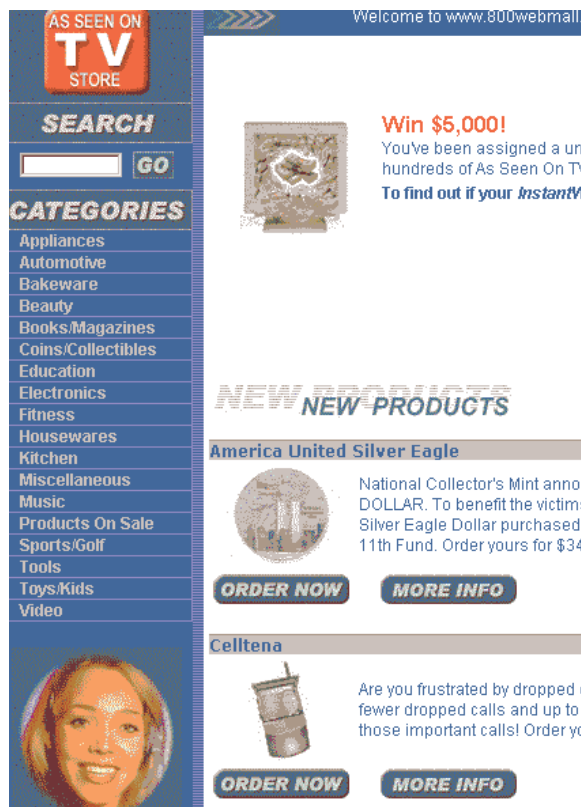 AS SEEN ON
TV
STORE
SEARCH
GO
CATEGORIES
Appliances
Automotive
Bakeware
Beauty
Books/Magazines
Coins/Collectibles
Education
Electronics
Fitness
Housewares
Kitchen
Miscellaneous
Music
Products On Sale
Sports/Golf
Tools
Toys/Kids
Video
Welcome to www.800webmall.
Win $5,000!
You've been assigned a un
hundreds of As Seen On TV
To find out if your InstantW
NEW PRODUCTS
NEW PRODUCTS
America United Silver Eagle
National Collector's Mint anno
DOLLAR. To benefit the victims
Silver Eagle Dollar purchased
11th Fund. Order yours for $34
ORDER NOW MORE INFO
Celltena
Are you frustrated by dropped
fewer dropped calls and up to
those important calls! Order yo
ORDER NOW MORE INFO